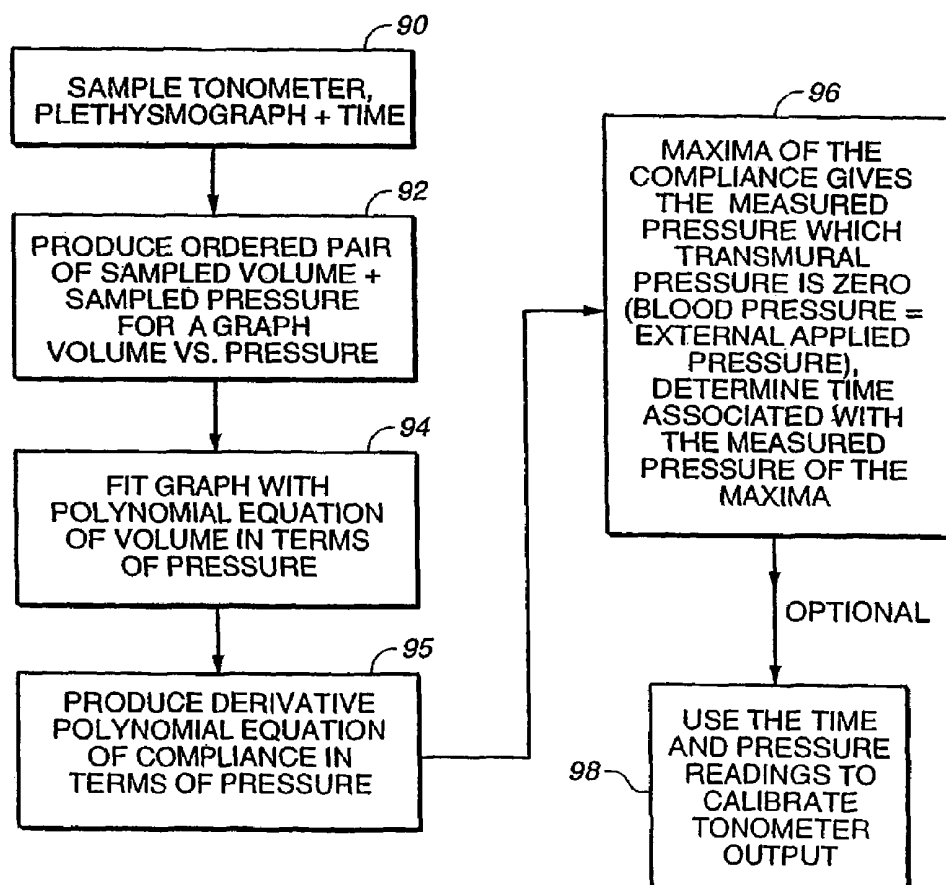 90
SAMPLE TONOMETER,
PLETHYSMOGRAPH + TIME
92
PRODUCE ORDERED PAIR
OF SAMPLED VOLUME +
SAMPLED PRESSURE
FOR A GRAPH
VOLUME VS. PRESSURE
94
FIT GRAPH WITH
POLYNOMIAL EQUATION
OF VOLUME IN TERMS
OF PRESSURE
95
PRODUCE DERIVATIVE
POLYNOMIAL EQUATION
OF COMPLIANCE IN
TERMS OF PRESSURE
96
MAXIMA OF THE
COMPLIANCE GIVES
THE MEASURED
PRESSURE WHICH
TRANSMURAL
PRESSURE IS ZERO
(BLOOD PRESSURE =
EXTERNAL APPLIED
PRESSURE),
DETERMINE TIME
ASSOCIATED WITH
THE MEASURED
PRESSURE OF THE
MAXIMA
OPTIONAL
98
USE THE TIME
AND PRESSURE
READINGS TO
CALIBRATE
TONOMETER
OUTPUT